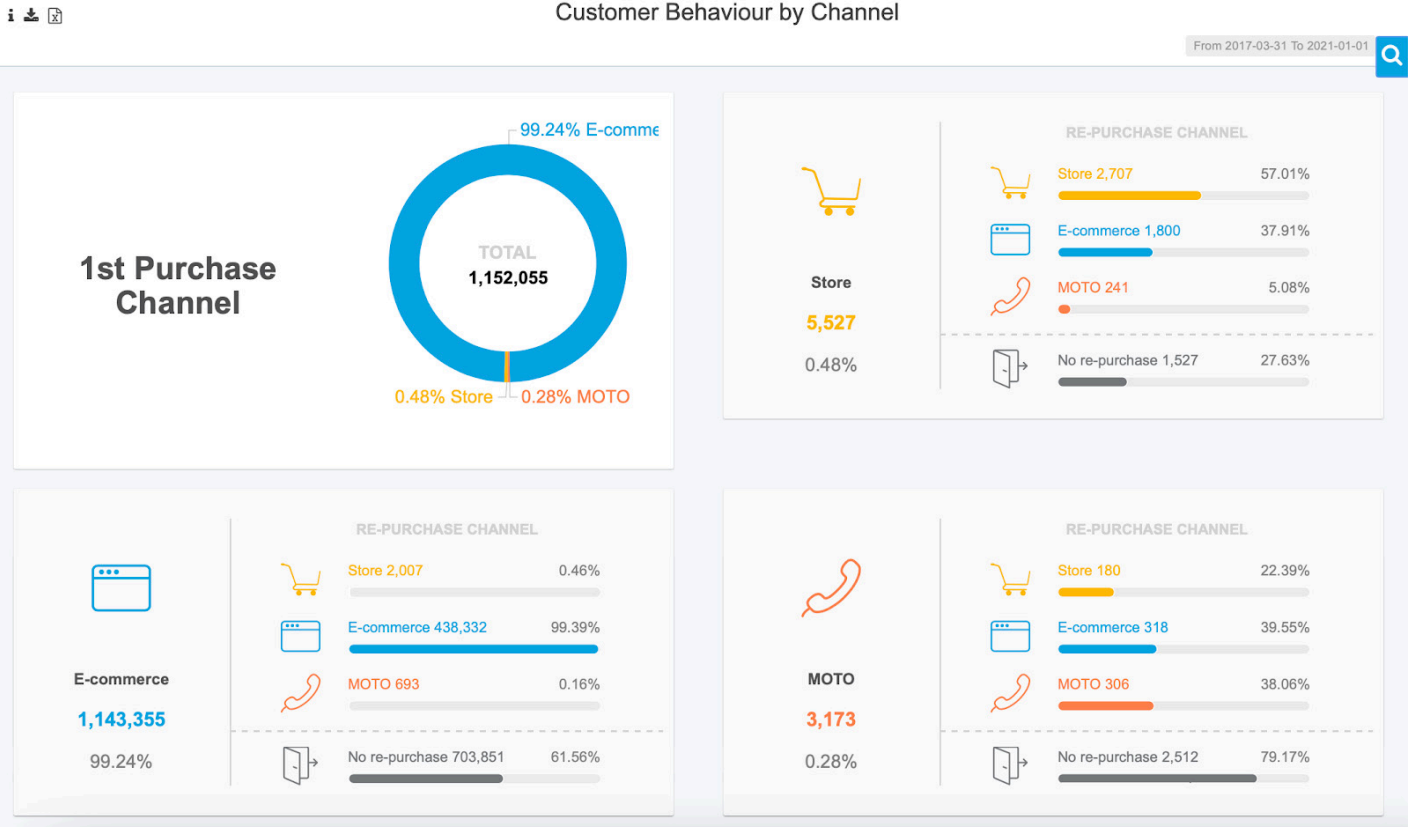 Customer Behaviour by Channel
From 2017-03-31 To 2021-01-01
1st Purchase
Channel
99.24% E-comme
TOTAL
1,152,055
0.48% Store
0.28% MOTO
Store
5,527
0.48%
RE-PURCHASE CHANNEL
Store 2,707 57.01%
E-commerce 1,800 37.91%
MOTO 241 5.08%
No re-purchase 1,527 27.63%
E-commerce
1,143,355
99.24%
RE-PURCHASE CHANNEL
Store 2,007 0.46%
E-commerce 438,332 99.39%
MOTO 693 0.16%
No re-purchase 703,851 61.56%
MOTO
3,173
0.28%
RE-PURCHASE CHANNEL
Store 180 22.39%
E-commerce 318 39.55%
MOTO 306 38.06%
No re-purchase 2,512 79.17%